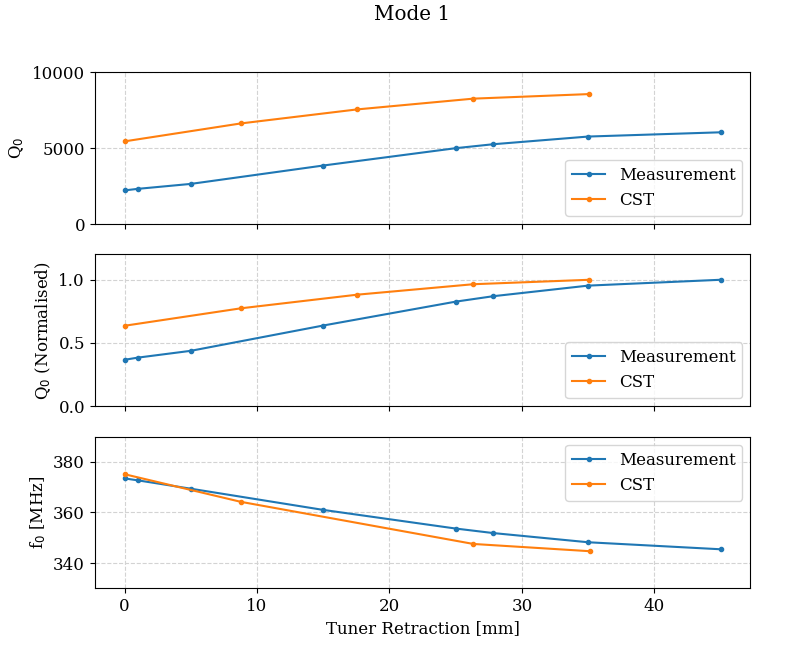 Mode 1
Q0
10000
5000
0
Measurement
CST
Q0 (Normalised)
1.0
0.5
0.0
Measurement
CST
f0 [MHz]
380
360
340
Measurement
CST
0 10 20 30 40
Tuner Retraction [mm]